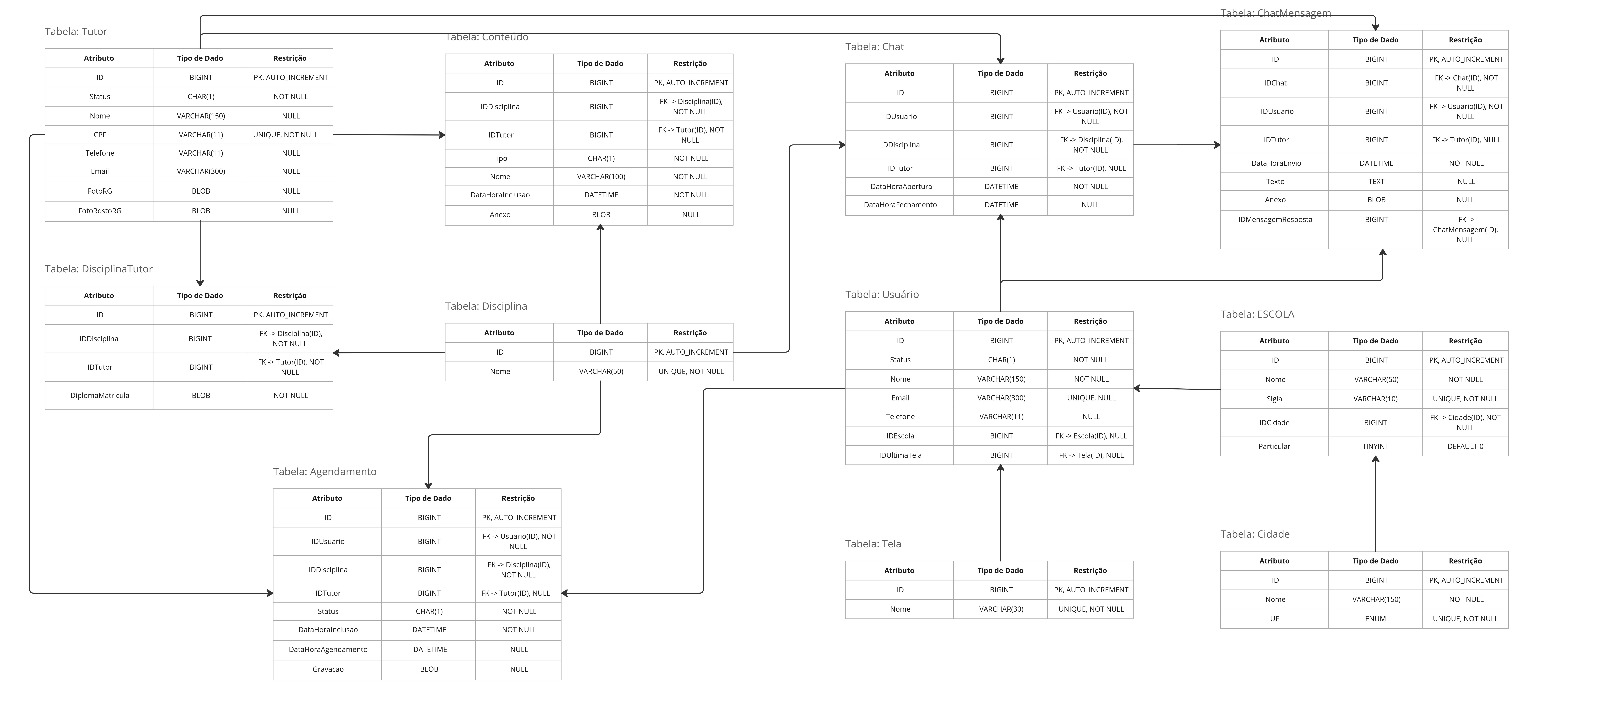 Tabela: Tutor
Atributo Tipo de Dado Restrição
ID BIGINT PK, AUTO_INCREMENT
Status CHAR(1) NOT NULL
Nome VARCHAR(150) NULL
CPF VARCHAR(11) UNIQUE, NOT NULL
Telefone VARCHAR(11) NULL
Email VARCHAR(300) NULL
FotoRG BLOB NULL
FotoRostoRG BLOB NULL
Tabela: Conteúdo
Atributo Tipo de Dado Restrição
ID BIGINT PK, AUTO_INCREMENT
IDDisciplina BIGINT FK -> Disciplina(ID),
NOT NULL
IDTutor BIGINT FK -> Tutor(ID), NOT
NULL
Tipo CHAR(1) NOT NULL
Nome VARCHAR(100) NOT NULL
DataHoraInclusao DATETIME NOT NULL
Anexo BLOB NULL
Tabela: Chat
Atributo Tipo de Dado Restrição
ID BIGINT PK, AUTO_INCREMENT
IDUsuario BIGINT FK -> Usuario(ID), NOT
NULL
IDDisciplina BIGINT FK -> Disciplina(ID),
NOT NULL
IDTutor BIGINT FK -> Tutor(ID), NULL
DataHoraAbertura DATETIME NOT NULL
DataHoraFechamento DATETIME NULL
Tabela: ChatMensagem
Atributo Tipo de Dado Restrição
ID BIGINT PK, AUTO_INCREMENT
IDChat BIGINT FK -> Chat(ID), NOT
NULL
IDUsuario BIGINT FK -> Usuario(ID), NOT
NULL
IDTutor BIGINT FK -> Tutor(ID), NULL
DataHoraEnvio DATETIME NOT NULL
Texto TEXT NULL
Anexo BLOB NULL
IDMensagemResposta BIGINT FK ->
ChatMensagem(ID),
NULL
Tabela: DisciplinaTutor
Atributo Tipo de Dado Restrição
ID BIGINT PK, AUTO_INCREMENT
IDDisciplina BIGINT FK -> Disciplina(ID),
NOT NULL
IDTutor BIGINT FK -> Tutor(ID), NOT
NULL
DiplomaMatricula BLOB NOT NULL
Tabela: Disciplina
Atributo Tipo de Dado Restrição
ID BIGINT PK, AUTO_INCREMENT
Nome VARCHAR(50) UNIQUE, NOT NULL
Tabela: Usuário
Atributo Tipo de Dado Restrição
ID BIGINT PK, AUTO_INCREMENT
Status CHAR(1) NOT NULL
Nome VARCHAR(150) NOT NULL
Email VARCHAR(300) UNIQUE, NULL
Telefone VARCHAR(11) NULL
IDEscola BIGINT FK -> Escola(ID), NULL
IDUltimaTela BIGINT FK -> Tela(ID), NULL
Tabela: ESCOLA
Atributo Tipo de Dado Restrição
ID BIGINT PK, AUTO_INCREMENT
Nome VARCHAR(50) NOT NULL
Sigla VARCHAR(10) UNIQUE, NOT NULL
IDCidade BIGINT FK -> Cidade(ID), NOT
NULL
Particular TINYINT DEFAULT 0
Tabela: Agendamento
Atributo Tipo de Dado Restrição
ID BIGINT PK, AUTO_INCREMENT
IDUsuario BIGINT FK -> Usuario(ID), NOT
NULL
IDDisciplina BIGINT FK -> Disciplina(ID),
NOT NULL
IDTutor BIGINT FK -> Tutor(ID), NULL
Status CHAR(1) NOT NULL
DataHoraInclusao DATETIME NOT NULL
DataHoraAgendamento DATETIME NULL
Gravacao BLOB NULL
Tabela: Tela
Atributo Tipo de Dado Restrição
ID BIGINT PK, AUTO_INCREMENT
Nome VARCHAR(30) UNIQUE, NOT NULL
Tabela: Cidade
Atributo Tipo de Dado Restrição
ID BIGINT PK, AUTO_INCREMENT
Nome VARCHAR(150) NOT NULL
UF ENUM UNIQUE, NOT NULL